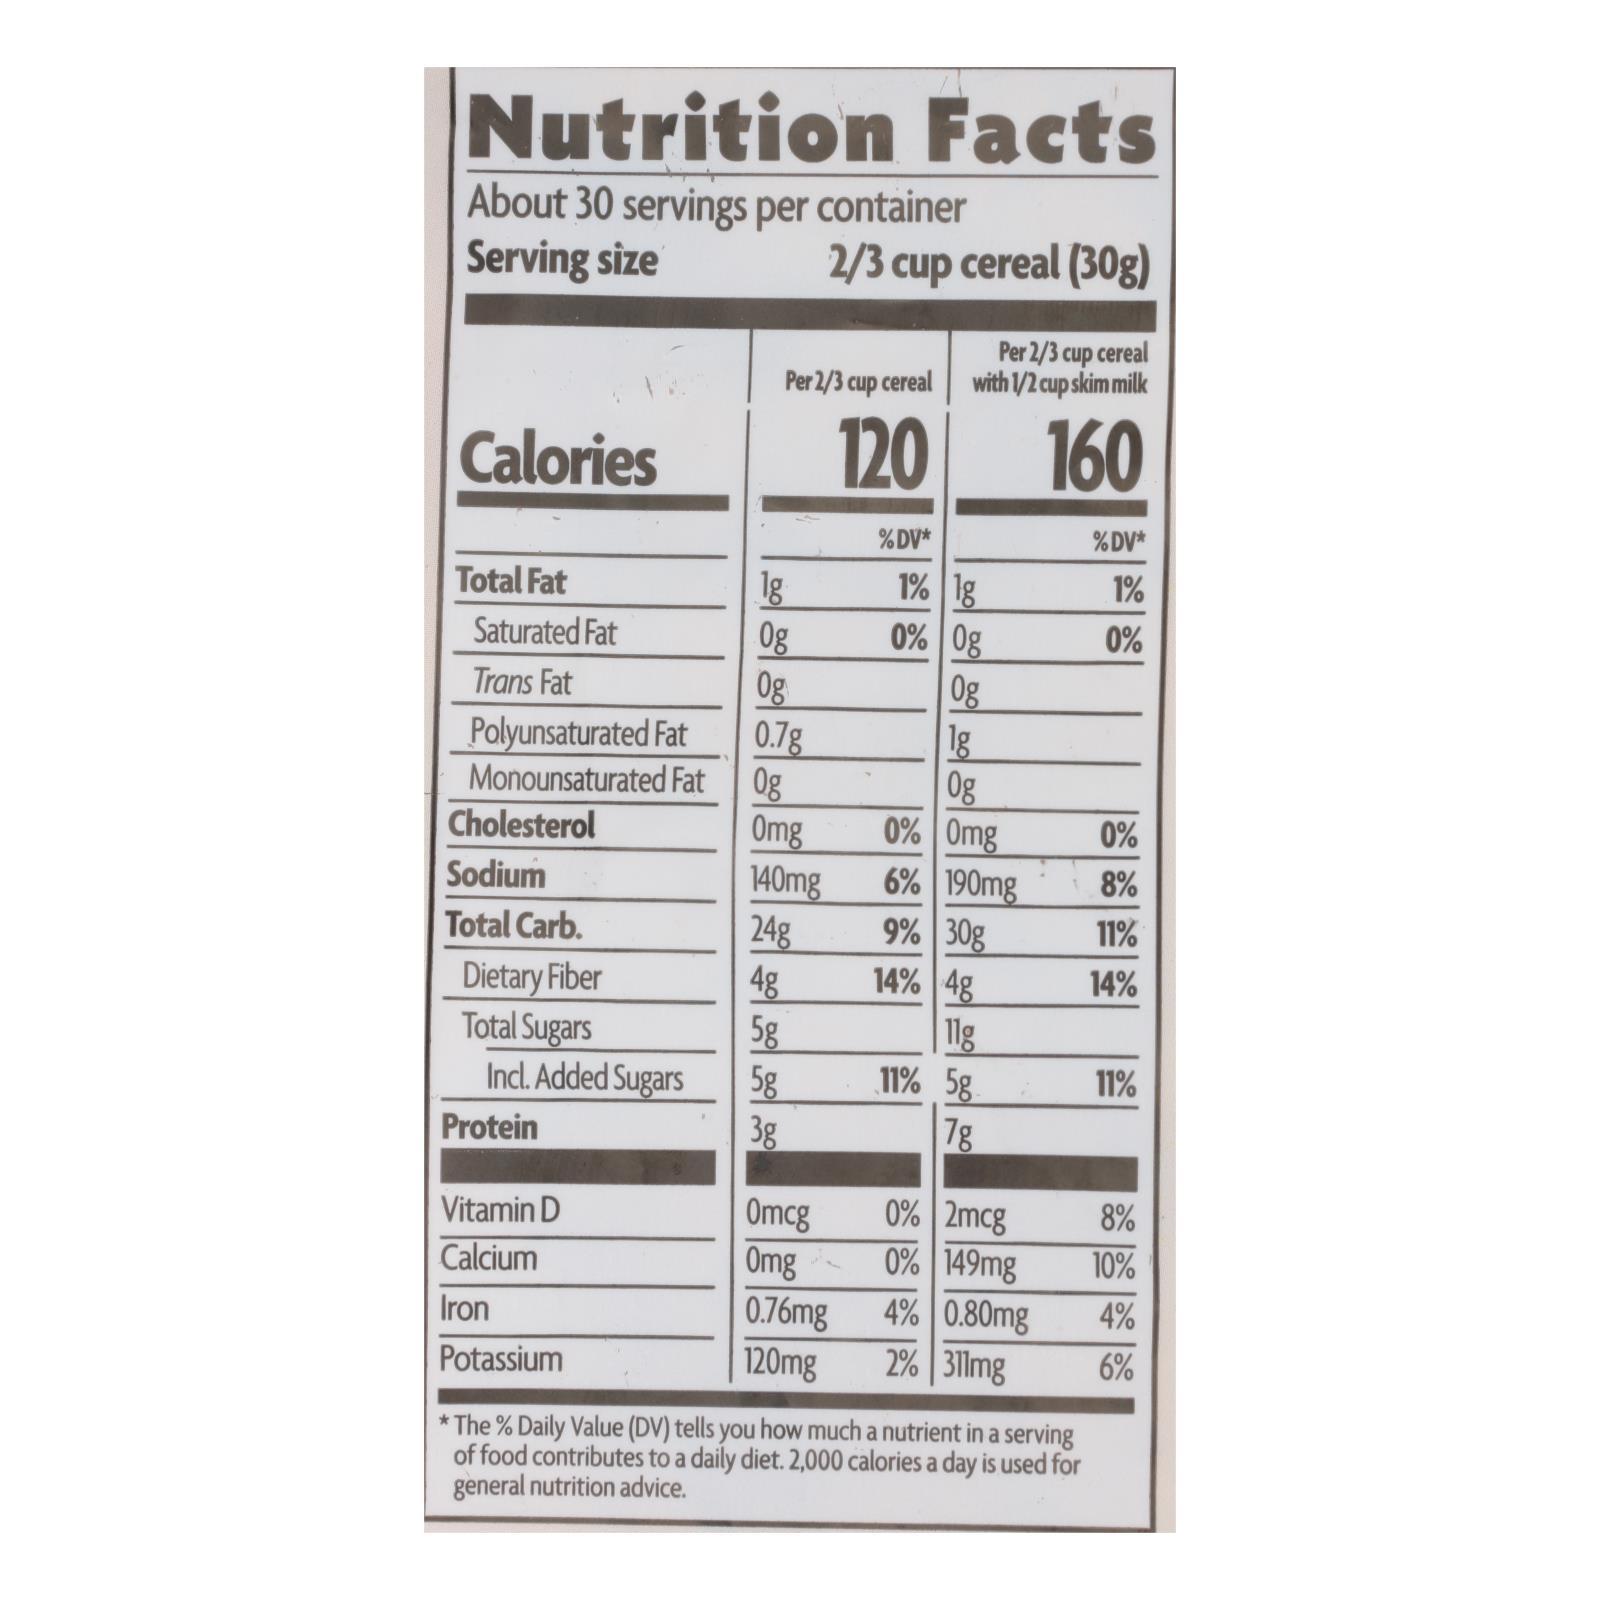 Nutrition Facts
About 30 servings per container
Serving size 2/3 cup cereal (30g)
Per 2/3 cup cereal
Per 2/3 cup cereal
with 1/2 cup skim milk
Calories 120 160
%DV* %DV*
Total Fat 1g 1% 1g 1%
Saturated Fat 0g 0% 0g 0%
Trans Fat 0g 0g
Polyunsaturated Fat 0.7g 1g
Monounsaturated Fat 0g 0g
Cholesterol 0mg 0% 0mg 0%
Sodium 140mg 6% 190mg 8%
Total Carb. 24g 9% 30g 11%
Dietary Fiber 4g 14% 4g 14%
Total Sugars 5g 11g
Incl. Added Sugars 5g 11% 5g 11%
Protein 3g 7g
Vitamin D 0mcg 0% 2mcg 8%
Calcium 0mg 0% 149mg 10%
Iron 0.76mg 4% 0.80mg 4%
Potassium 120mg 2% 311mg 6%
* The % Daily Value (DV) tells you how much a nutrient in a serving
of food contributes to a daily diet. 2,000 calories a day is used for
general nutrition advice.